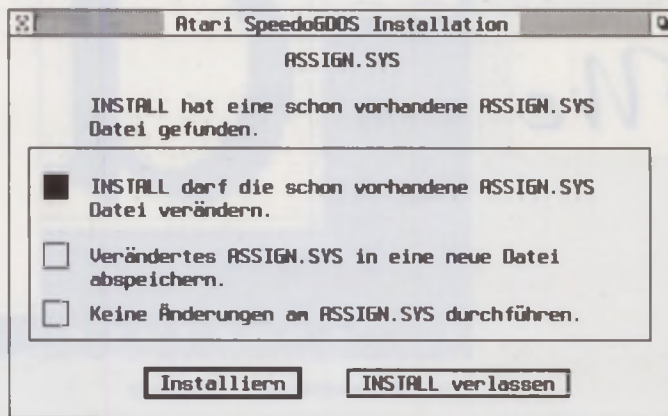 Atari SpeedoGDOS Installation
ASSIGN.SYS
INSTALL hat eine schon vorhandene ASSIGN.SYS
Datei gefunden.
INSTALL darf die schon vorhandene ASSIGN.SYS
Datei verändern.
Verändertes ASSIGN.SYS in eine neue Datei
abspeichern.
Keine Änderungen am ASSIGN.SYS durchführen.
Installieren
INSTALL verlassen